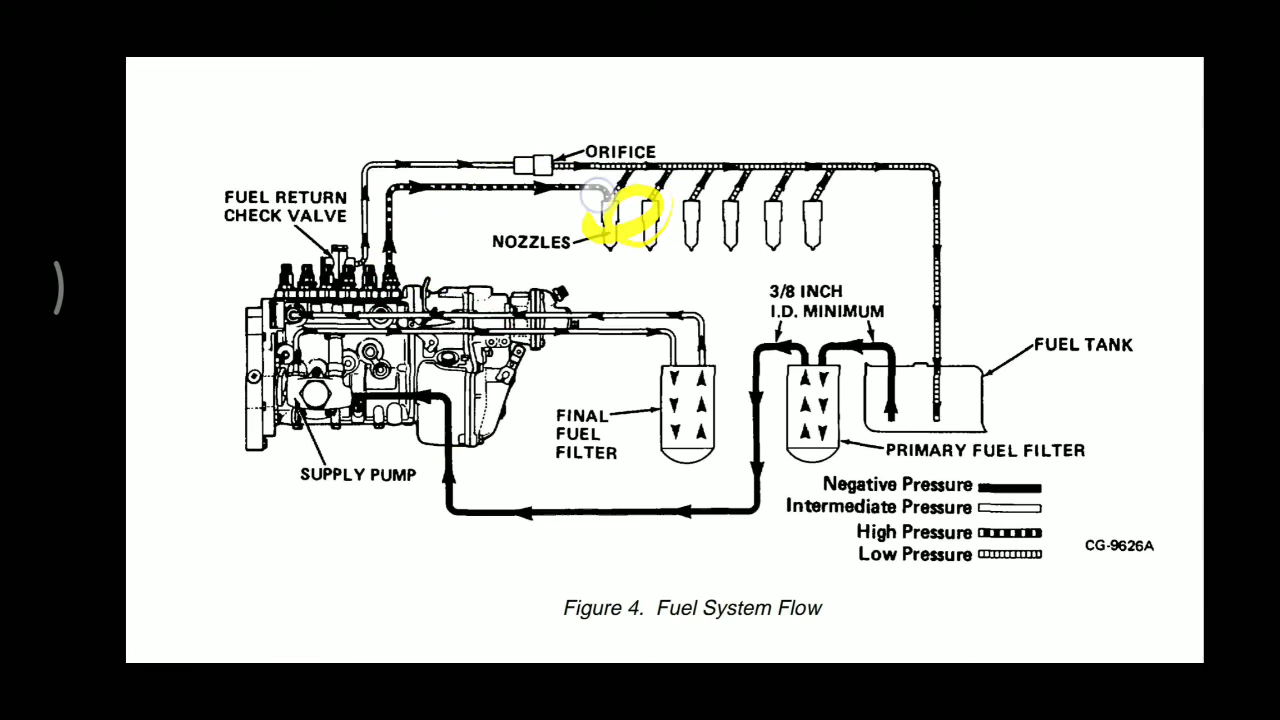 ORIFICE
FUEL RETURN
CHECK VALVE
NOZZLES
3/8 INCH
I.D. MINIMUM
FUEL TANK
FINAL
FUEL
FILTER
PRIMARY FUEL FILTER
SUPPLY PUMP
Negative Pressure
Intermediate Pressure
High Pressure
Low Pressure
CG-9626A
Figure 4. Fuel System Flow